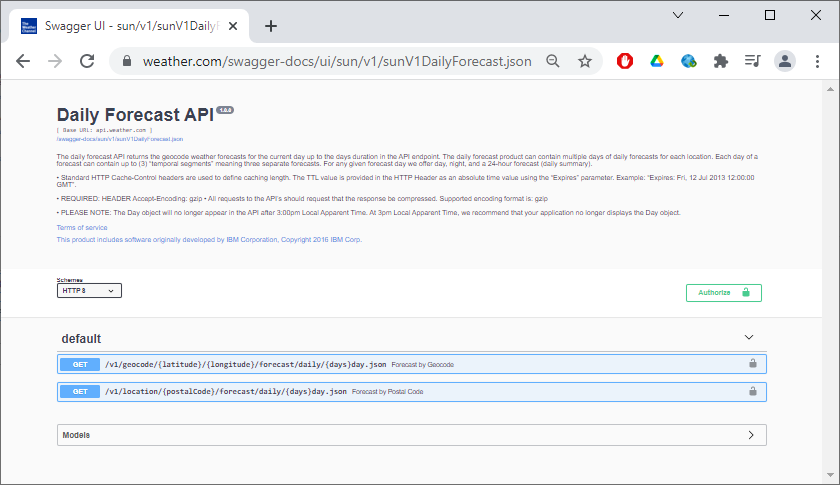 The Weather Channel
Swagger UI - sun/v1/sunV1DailyF
weather.com/swagger-docs/ui/sun/v1/sunV1DailyForecast.json
Daily Forecast API 1.0.0
[ Base URL: api.weather.com ]
/swagger-docs/sun/v1/sunV1DailyForecast.json
The daily forecast API returns the geocode weather forecasts for the current day up to the days duration in the API endpoint. The daily forecast product can contain multiple days of daily forecasts for each location. Each day of a
forecast can contain up to (3) "temporal segments" meaning three separate forecasts. For any given forecast day we offer day, night, and a 24-hour forecast (daily summary).
• Standard HTTP Cache-Control headers are used to define caching length. The TTL value is provided in the HTTP Header as an absolute time value using the "Expires" parameter. Example: "Expires: Fri, 12 Jul 2013 12:00:00
GMT".
• REQUIRED: HEADER Accept-Encoding: gzip • All requests to the API's should request that the response be compressed. Supported encoding format is: gzip
• PLEASE NOTE: The Day object will no longer appear in the API after 3:00pm Local Apparent Time. At 3pm Local Apparent Time, we recommend that your application no longer displays the Day object.
Terms of service
This product includes software originally developed by IBM Corporation, Copyright 2016 IBM Corp.
Schemes
HTTPS
Authorize
default
GET /v1/geocode/{latitude}/{longitude}/forecast/daily/{days}day.json Forecast by Geocode
GET /v1/location/{postalCode}/forecast/daily/{days}day.json Forecast by Postal Code
Models